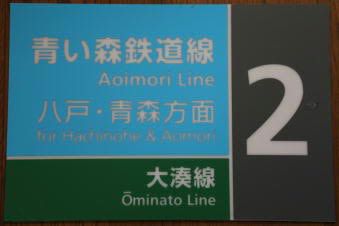 青い森鉄道線
Aoimori Line
八戸・青森方面
for Hachinohe & Aomori
大湊線
Ōminato Line
2